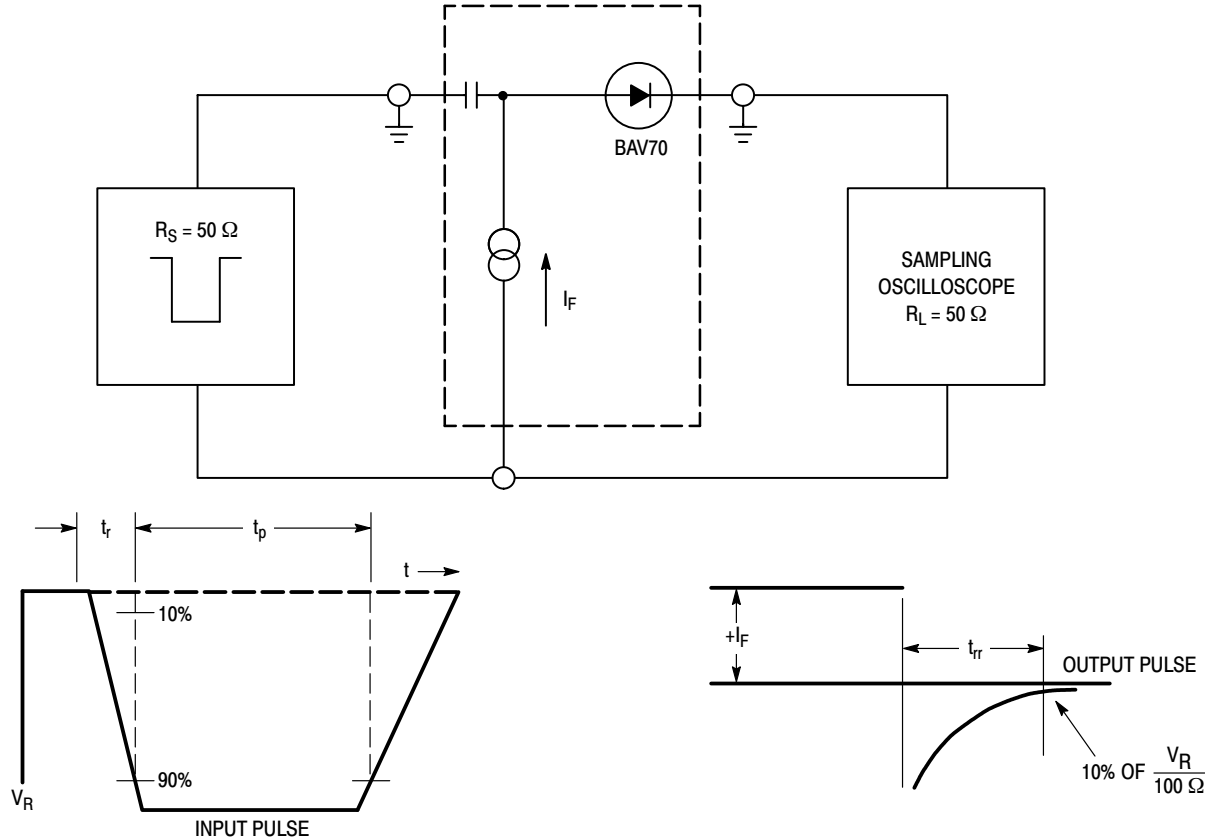 BAV70
R_S = 50 Ω
I_F
SAMPLING
OSCILLOSCOPE
R_L = 50 Ω
t_r
t_p
t
10%
90%
V_R
INPUT PULSE
+I_F
t_rr
OUTPUT PULSE
10% OF V_R
100 Ω